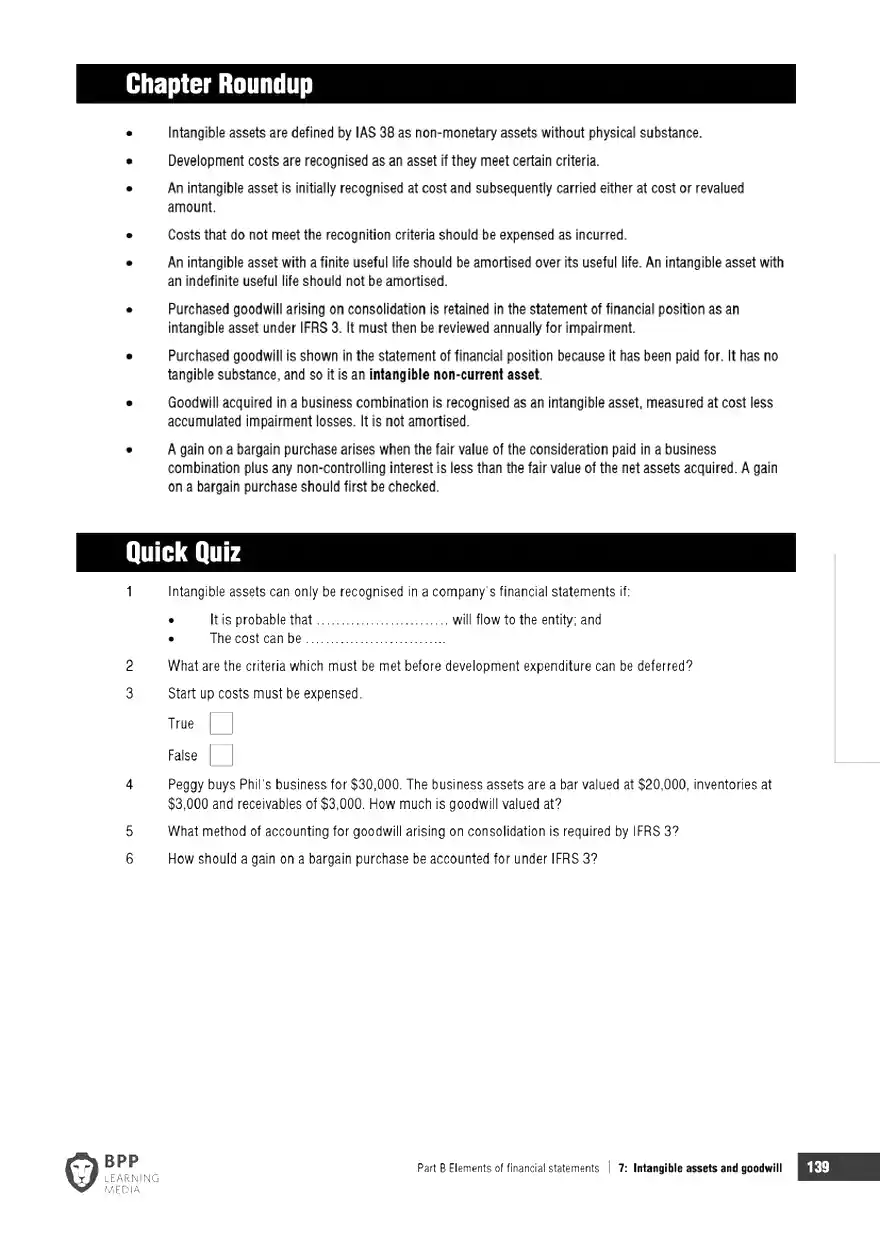 Chapter Roundup
• Intangible assets are defined by IAS 38 as non-monetary assets without physical substance.
• Development costs are recognised as an asset if they meet certain criteria.
• An intangible asset is initially recognised at cost and subsequently carried either at cost or revalued
amount.
• Costs that do not meet the recognition criteria should be expensed as incurred.
• An intangible asset with a finite useful life should be amortised over its useful life. An intangible asset with
an indefinite useful life should not be amortised.
• Purchased goodwill arising on consolidation is retained in the statement of financial position as an
intangible asset under IFRS 3. It must then be reviewed annually for impairment.
• Purchased goodwill is shown in the statement of financial position because it has been paid for. It has no
tangible substance, and so it is an intangible non-current asset.
• Goodwill acquired in a business combination is recognised as an intangible asset, measured at cost less
accumulated impairment losses. It is not amortised.
• A gain on a bargain purchase arises when the fair value of the consideration paid in a business
combination plus any non-controlling interest is less than the fair value of the net assets acquired. A gain
on a bargain purchase should first be checked.
Quick Quiz
1 Intangible assets can only be recognised in a company's financial statements if:
• It is probable that ........................... will flow to the entity; and
• The cost can be .............................
2 What are the criteria which must be met before development expenditure can be deferred?
3 Start up costs must be expensed.
True
False
4 Peggy buys Phil's business for $30,000. The business assets are a bar valued at $20,000, inventories at
$3,000 and receivables of $3,000. How much is goodwill valued at?
5 What method of accounting for goodwill arising on consolidation is required by IFRS 3?
6 How should a gain on a bargain purchase be accounted for under IFRS 3?
BPP
LEARNING
MEDIA
Part B Elements of financial statements | 7: Intangible assets and goodwill 139